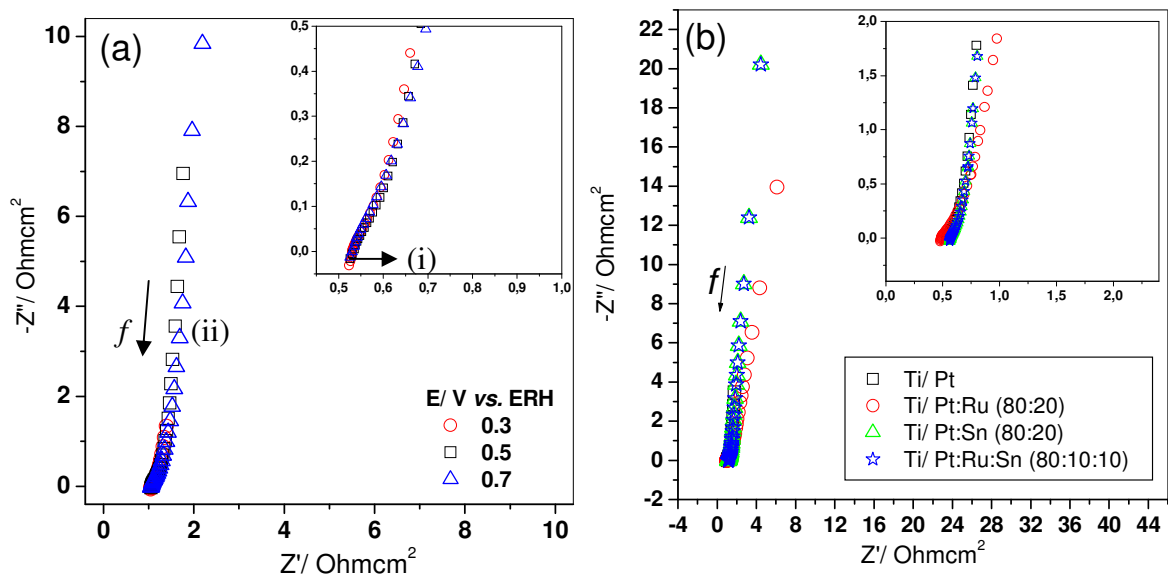 (a)
-Z"/ Ohmcm²
10
8
6
4
2
0
0 2 4 6 8 10
Z'/ Ohmcm²
f
(ii)
E/ V vs. ERH
0.3
0.5
0.7
0,5
0,4
0,3
0,2
0,1
0,0
0,5 0,6 0,7 0,8 0,9 1,0
(i)
(b)
-Z"/ Ohmcm²
22
20
18
16
14
12
10
8
6
4
2
0
-2
-4 0 4 8 12 16 20 24 28 32 36 40 44
Z'/ Ohmcm²
f
2,0
1,5
1,0
0,5
0,0
0,0 0,5 1,0 1,5 2,0
Ti/ Pt
Ti/ Pt:Ru (80:20)
Ti/ Pt:Sn (80:20)
Ti/ Pt:Ru:Sn (80:10:10)